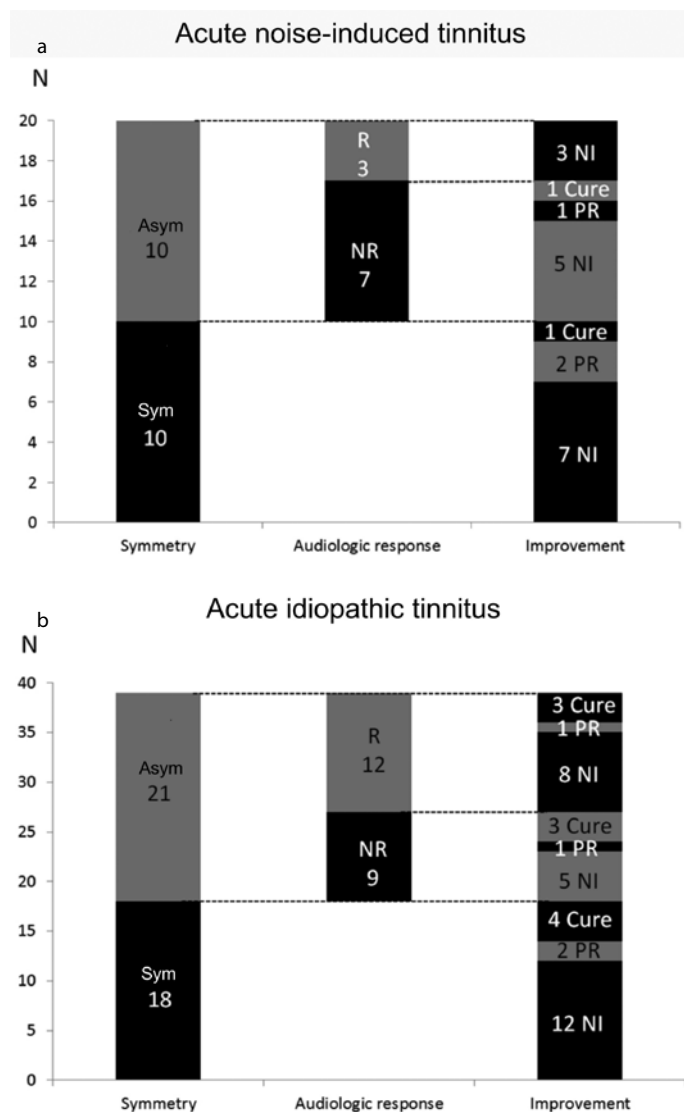 Acute noise-induced tinnitus
a
N
20
18
16
14
12
10
8
6
4
2
0
Asym
10
Sym
10
R
3
NR
7
3 NI
1 Cure
1 PR
5 NI
1 Cure
2 PR
7 NI
Symmetry Audiologic response Improvement
Acute idiopathic tinnitus
b
N
40
35
30
25
20
15
10
5
0
Asym
21
Sym
18
R
12
NR
9
3 Cure
1 PR
8 NI
3 Cure
1 PR
5 NI
4 Cure
2 PR
12 NI
Symmetry Audiologic response Improvement